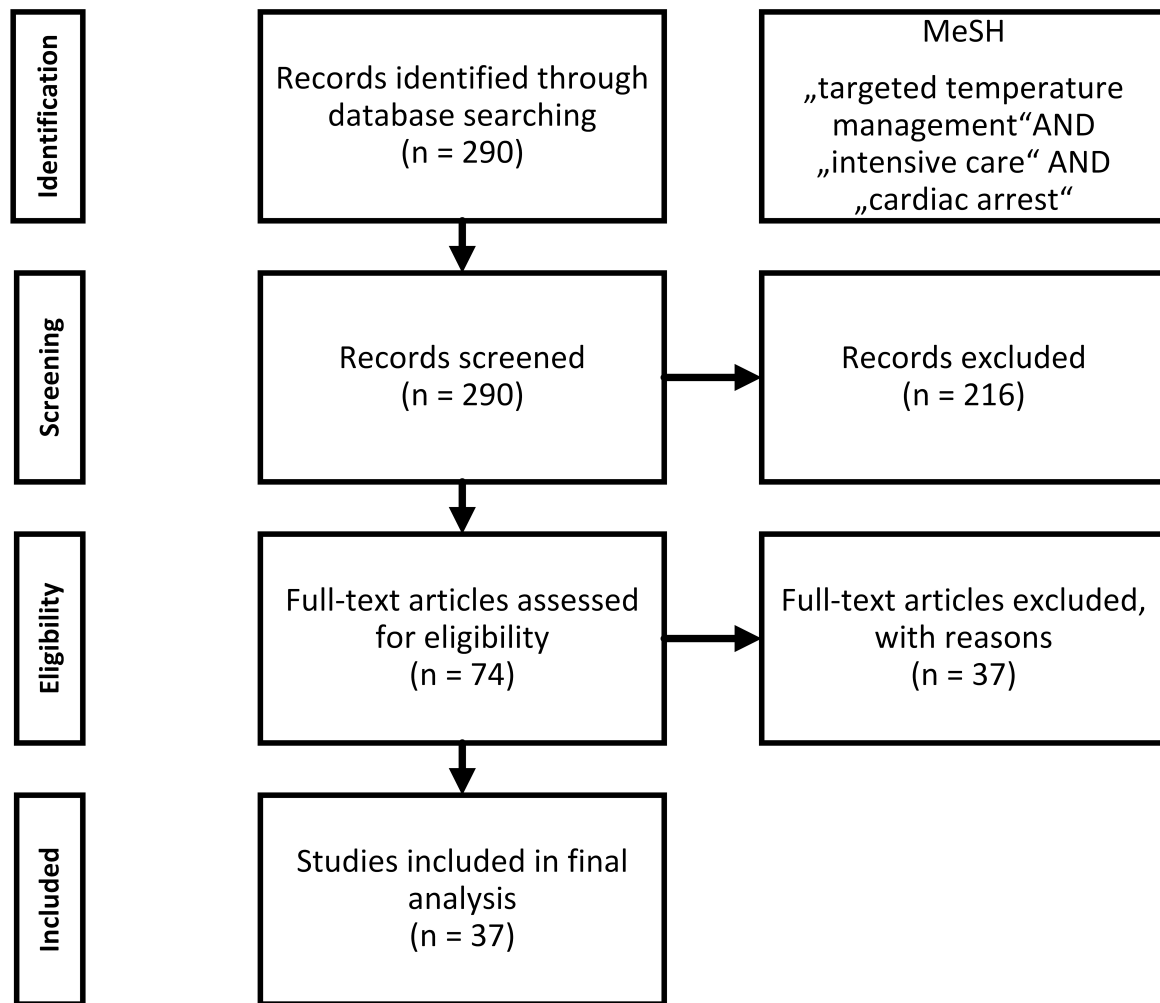 Identification
Records identified through
database searching
(n = 290)
MeSH
„targeted temperature
management“AND
„intensive care“ AND
„cardiac arrest“
Screening
Records screened
(n = 290)
Records excluded
(n = 216)
Eligibility
Full-text articles assessed
for eligibility
(n = 74)
Full-text articles excluded,
with reasons
(n = 37)
Included
Studies included in final
analysis
(n = 37)